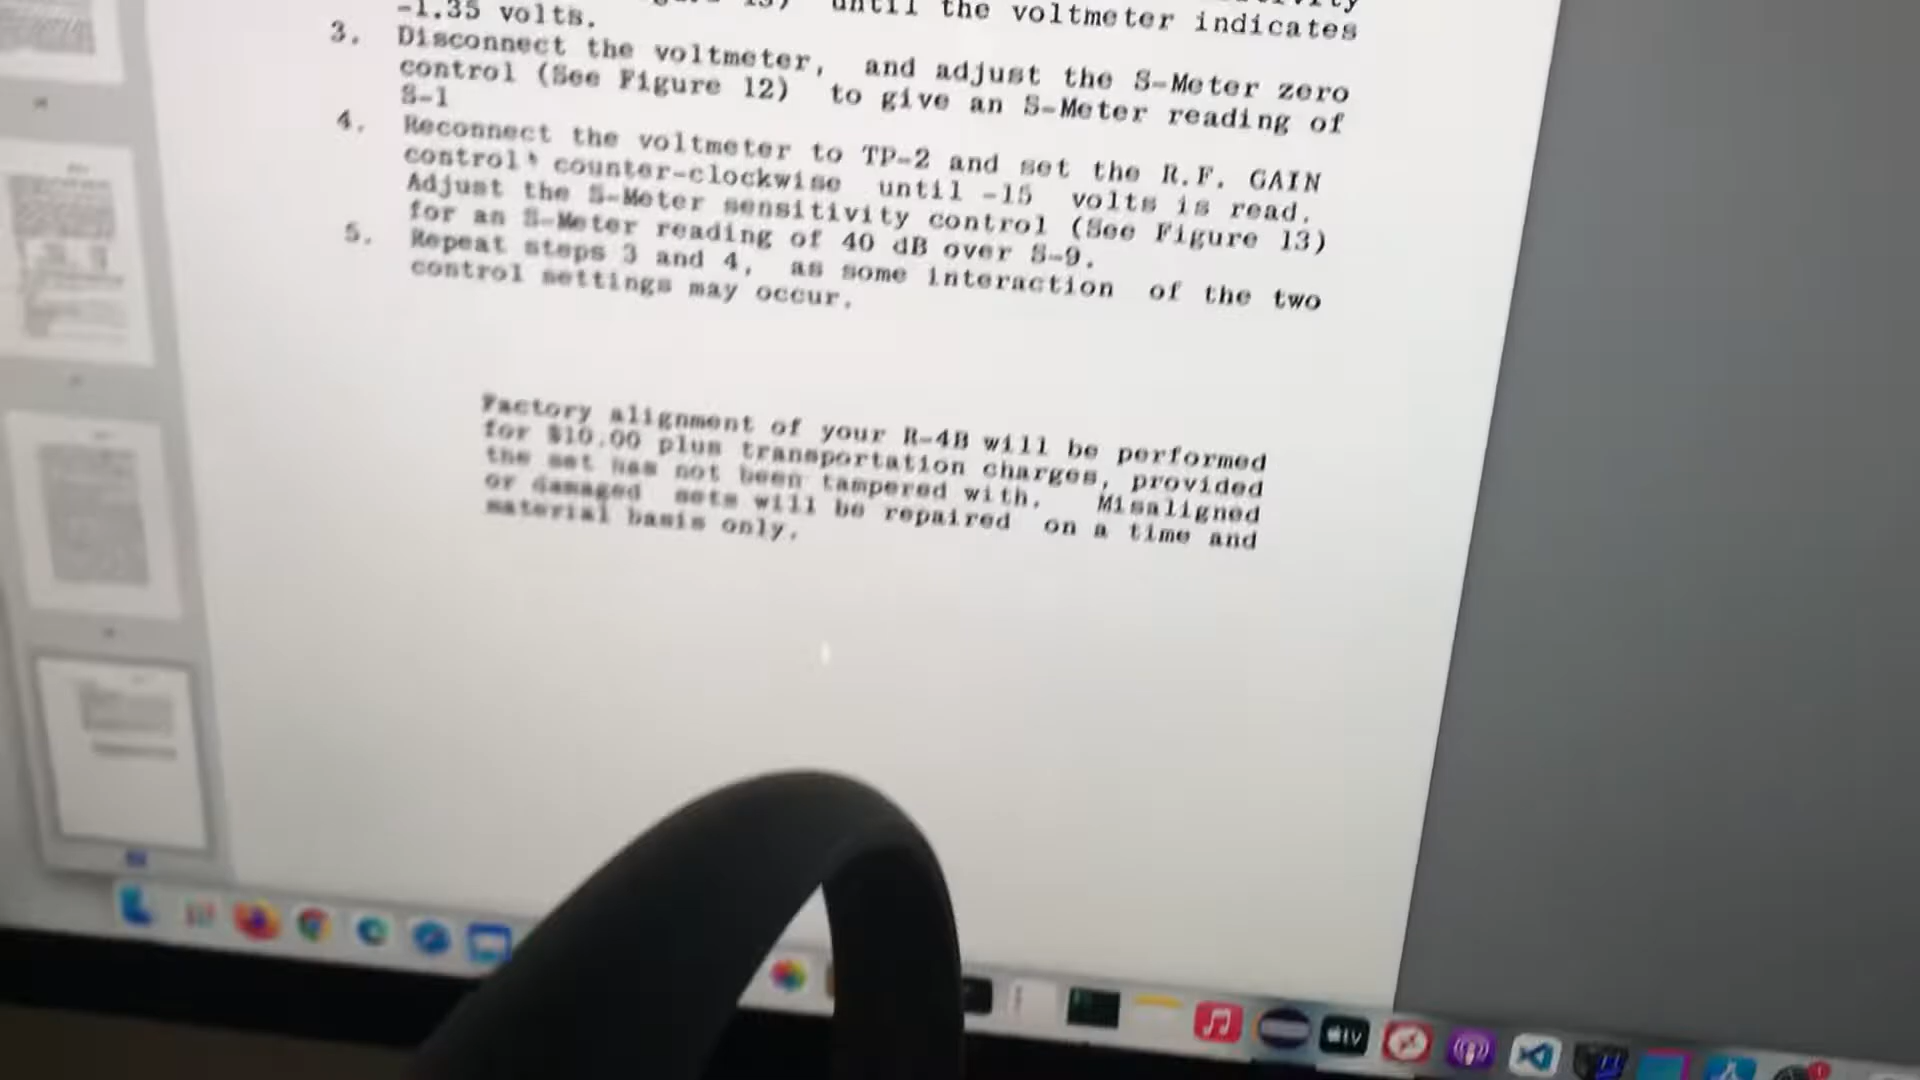 until the voltmeter indicates
-1.35 volts.
3. Disconnect the voltmeter, and adjust the S-Meter zero
control (See Figure 12) to give an S-Meter reading of
S-1
4. Reconnect the voltmeter to TP-2 and set the R.F. GAIN
control counter-clockwise until -15 volts is read.
Adjust the S-Meter sensitivity control (See Figure 13)
for an S-Meter reading of 40 dB over S-9.
5. Repeat steps 3 and 4, as some interaction of the two
control settings may occur.
Factory alignment of your R-4B will be performed
for $10.00 plus transportation charges, provided
the set has not been tampered with. Misaligned
or damaged sets will be repaired on a time and
material basis only.
tv